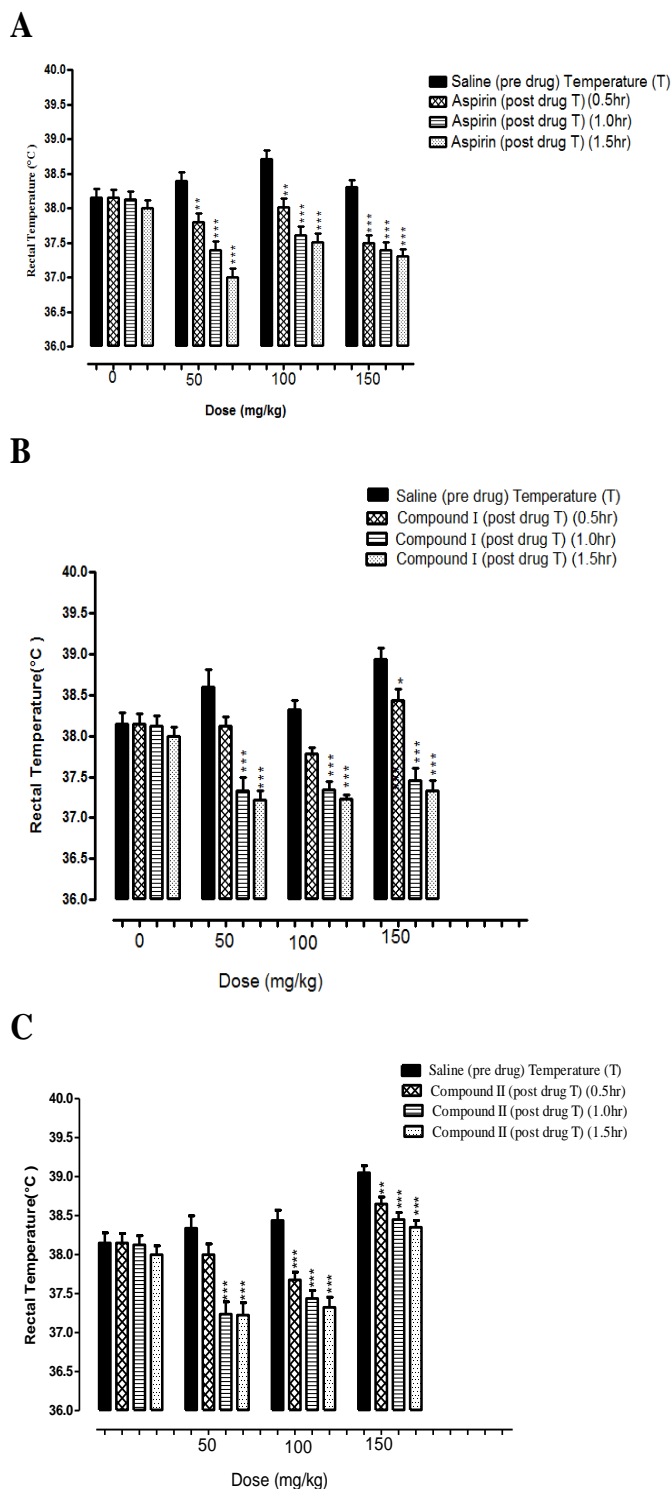 A
Saline (pre drug) Temperature (T)
Aspirin (post drug T) (0.5hr)
Aspirin (post drug T) (1.0hr)
Aspirin (post drug T) (1.5hr)
40.0
39.5
39.0
38.5
38.0
37.5
37.0
36.5
36.0
Rectal Temperature (°C )
** *** ***
** *** ***
*** *** ***
0 50 100 150
Dose (mg/kg)
B
Saline (pre drug) Temperature (T)
Compound I (post drug T) (0.5hr)
Compound I (post drug T) (1.0hr)
Compound I (post drug T) (1.5hr)
40.0
39.5
39.0
38.5
38.0
37.5
37.0
36.5
36.0
Rectal Temperature(°C )
*** ***
*** ***
* *** ***
0 50 100 150
Dose (mg/kg)
C
Saline (pre drug) Temperature (T)
Compound II (post drug T) (0.5hr)
Compound II (post drug T) (1.0hr)
Compound II (post drug T) (1.5hr)
40.0
39.5
39.0
38.5
38.0
37.5
37.0
36.5
36.0
Rectal Temperature(°C )
*** ***
*** *** ***
** *** ***
50 100 150
Dose (mg/kg)